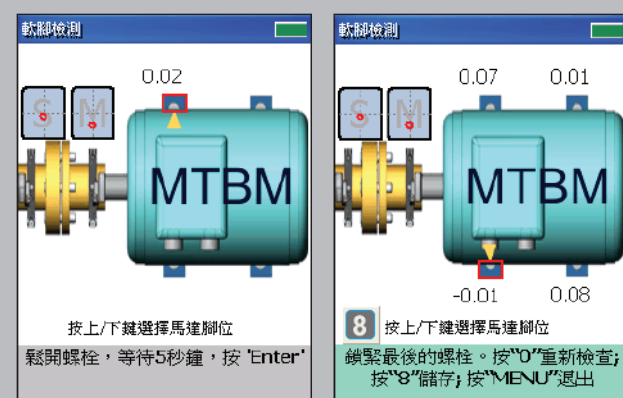 軟腳檢測
0.02
S M
MTBM
按上/下鍵選擇馬達腳位
鬆開螺栓，等待5秒鐘，按 'Enter'
軟腳檢測
0.07 0.01
S M
MTBM
-0.01 0.08
8 按上/下鍵選擇馬達腳位
鎖緊最後的螺栓。按"0"重新檢查;
按"8"儲存; 按"MENU"退出